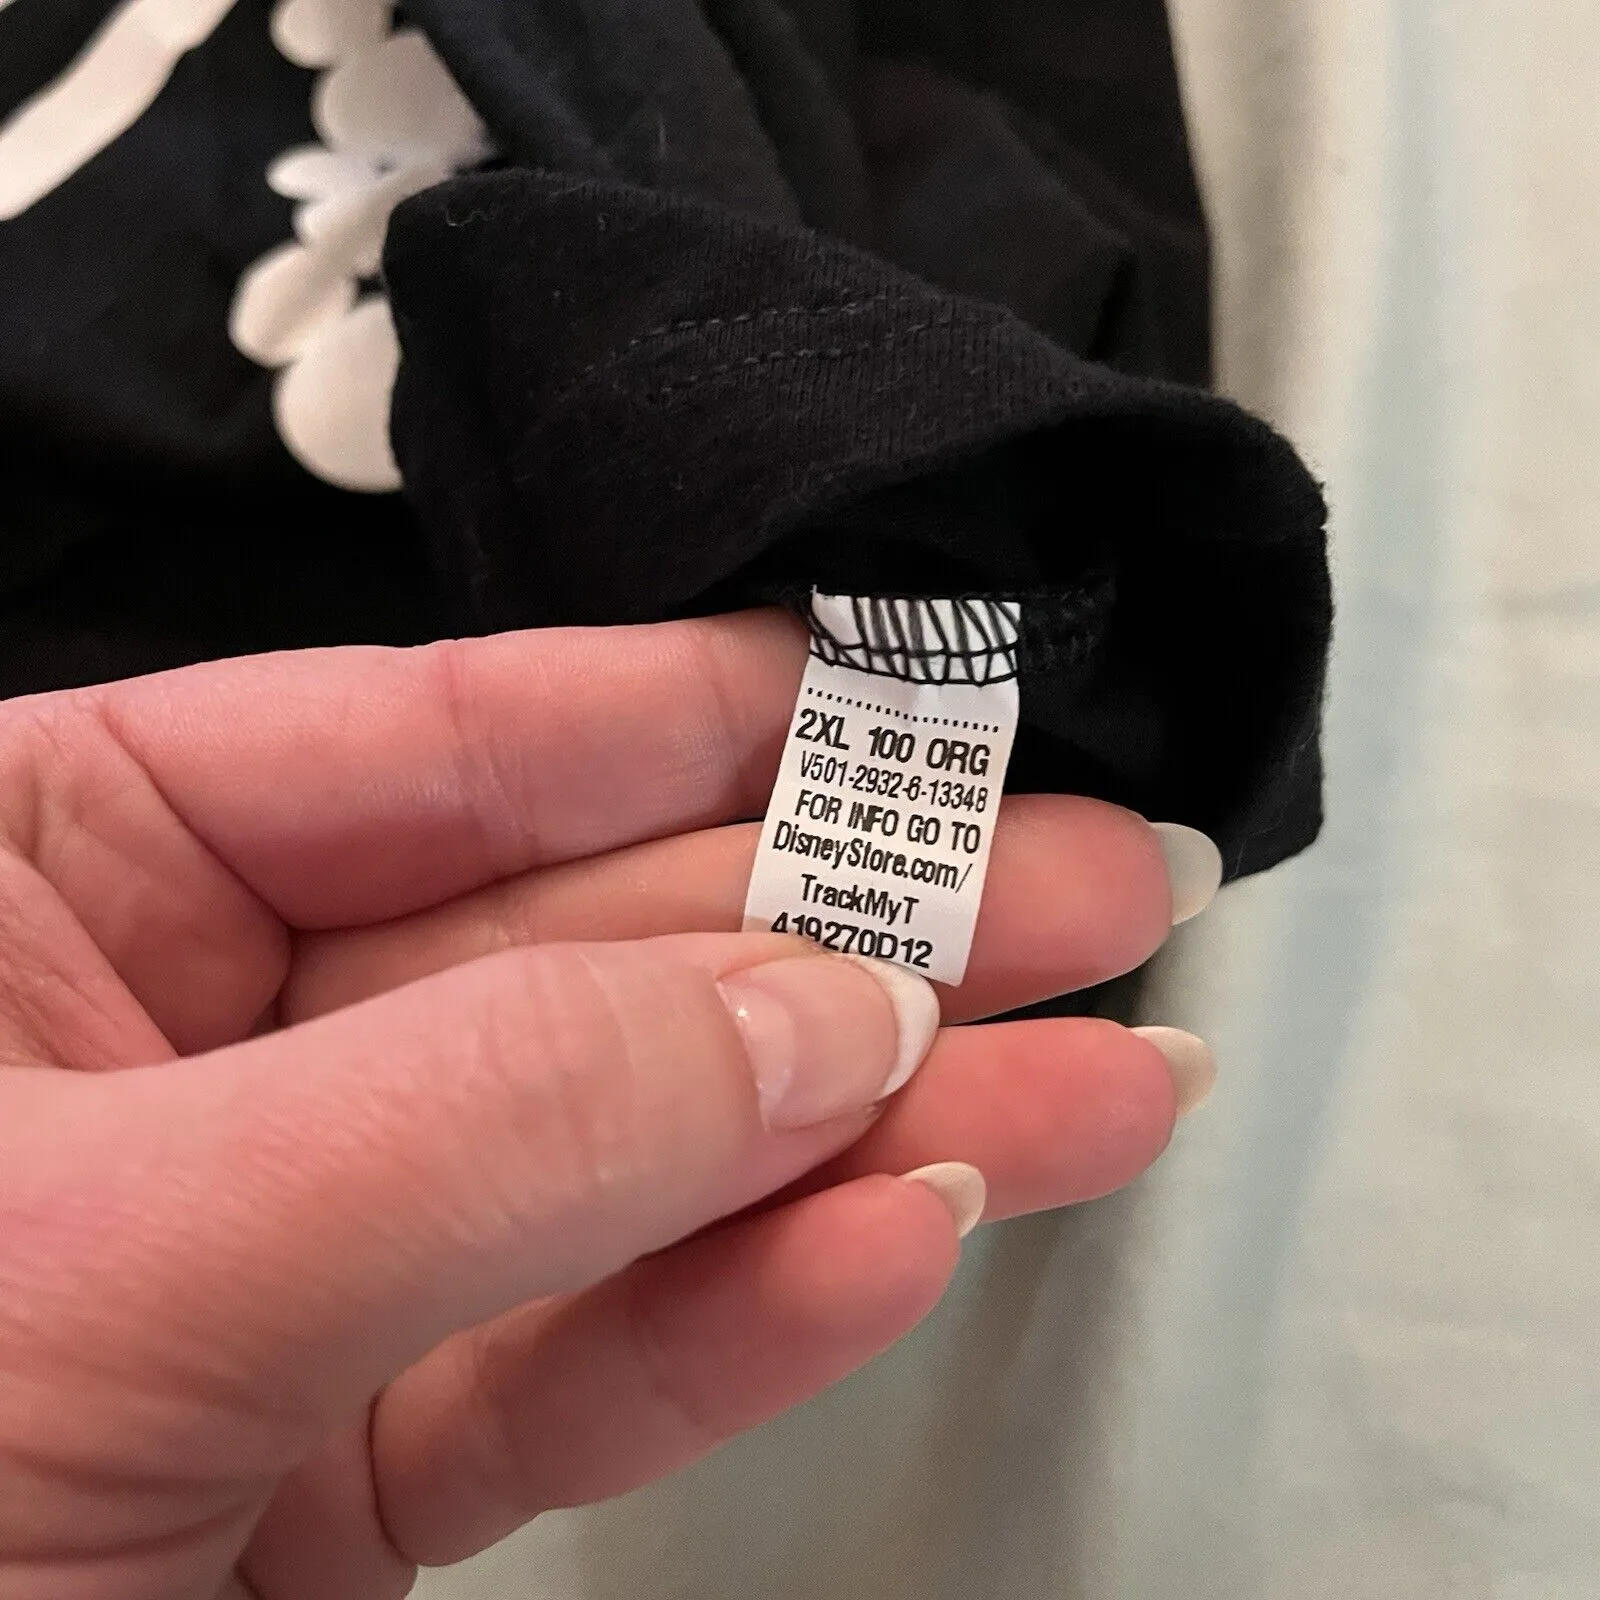 2XL 100 ORG
V501-2932-6-13348
FOR INFO GO TO
DisneyStore.com/
TrackMyT
419270D12